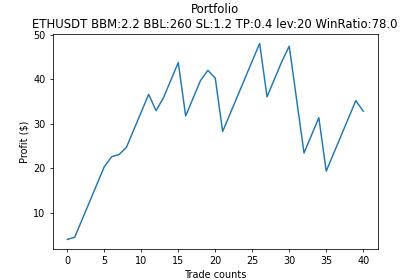 Portfolio
ETHUSDT BBM:2.2 BBL:260 SL:1.2 TP:0.4 lev:20 WinRatio:78.0
50
40
30
20
10
Profit ($)
0 5 10 15 20 25 30 35 40
Trade counts